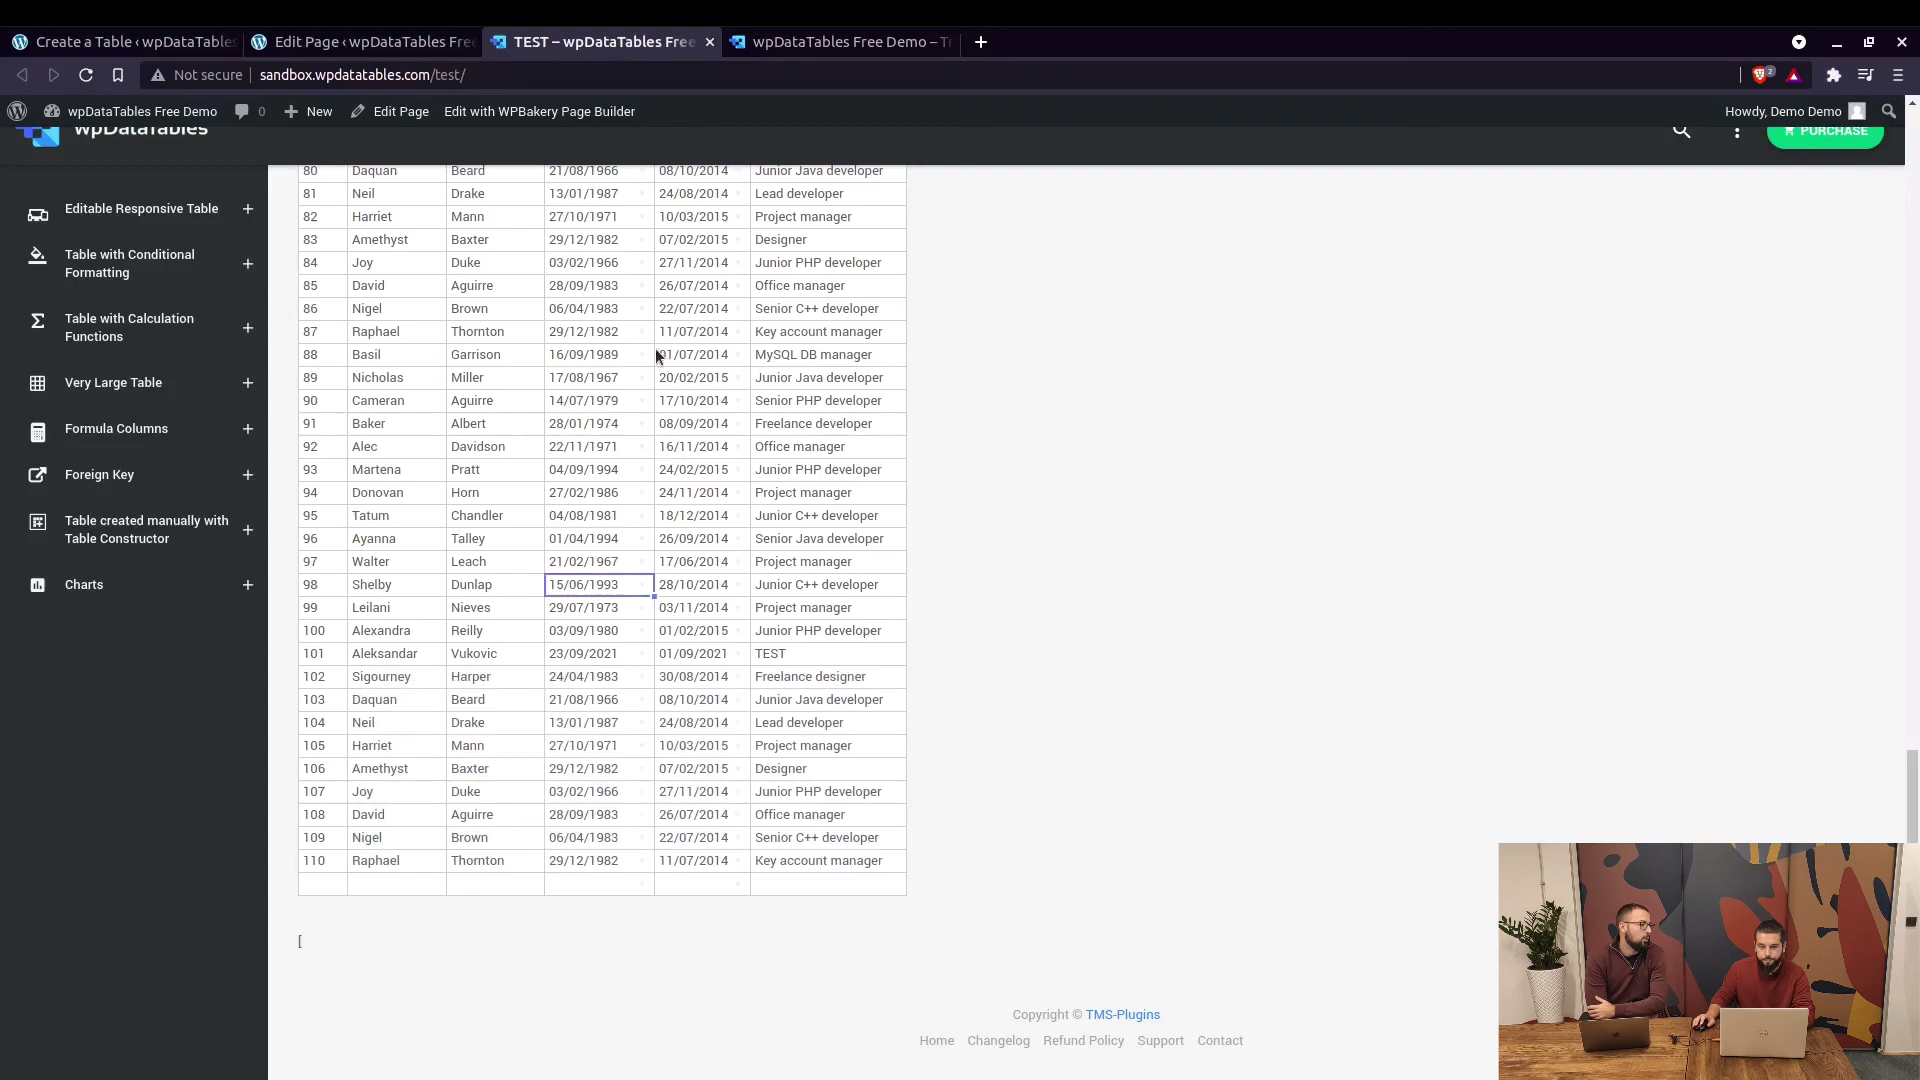 Create a Table ‹ wpDataTables
Edit Page ‹ wpDataTables Free
TEST – wpDataTables Free
wpDataTables Free Demo – Tr
Not secure
sandbox.wpdatatables.com/test/
2
wpDataTables Free Demo
0
New
Edit Page
Edit with WPBakery Page Builder
Howdy, Demo Demo
wpDataTables
PURCHASE
Editable Responsive Table
Table with Conditional
Formatting
Table with Calculation
Functions
Very Large Table
Formula Columns
Foreign Key
Table created manually with
Table Constructor
Charts
80 Daquan Beard 21/08/1966 08/10/2014 Junior Java developer
81 Neil Drake 13/01/1987 24/08/2014 Lead developer
82 Harriet Mann 27/10/1971 10/03/2015 Project manager
83 Amethyst Baxter 29/12/1982 07/02/2015 Designer
84 Joy Duke 03/02/1966 27/11/2014 Junior PHP developer
85 David Aguirre 28/09/1983 26/07/2014 Office manager
86 Nigel Brown 06/04/1983 22/07/2014 Senior C++ developer
87 Raphael Thornton 29/12/1982 11/07/2014 Key account manager
88 Basil Garrison 16/09/1989 01/07/2014 MySQL DB manager
89 Nicholas Miller 17/08/1967 20/02/2015 Junior Java developer
90 Cameran Aguirre 14/07/1979 17/10/2014 Senior PHP developer
91 Baker Albert 28/01/1974 08/09/2014 Freelance developer
92 Alec Davidson 22/11/1971 16/11/2014 Office manager
93 Martena Pratt 04/09/1994 24/02/2015 Junior PHP developer
94 Donovan Horn 27/02/1986 24/11/2014 Project manager
95 Tatum Chandler 04/08/1981 18/12/2014 Junior C++ developer
96 Ayanna Talley 01/04/1994 26/09/2014 Senior Java developer
97 Walter Leach 21/02/1967 17/06/2014 Project manager
98 Shelby Dunlap 15/06/1993 28/10/2014 Junior C++ developer
99 Leilani Nieves 29/07/1973 03/11/2014 Project manager
100 Alexandra Reilly 03/09/1980 01/02/2015 Junior PHP developer
101 Aleksandar Vukovic 23/09/2021 01/09/2021 TEST
102 Sigourney Harper 24/04/1983 30/08/2014 Freelance designer
103 Daquan Beard 21/08/1966 08/10/2014 Junior Java developer
104 Neil Drake 13/01/1987 24/08/2014 Lead developer
105 Harriet Mann 27/10/1971 10/03/2015 Project manager
106 Amethyst Baxter 29/12/1982 07/02/2015 Designer
107 Joy Duke 03/02/1966 27/11/2014 Junior PHP developer
108 David Aguirre 28/09/1983 26/07/2014 Office manager
109 Nigel Brown 06/04/1983 22/07/2014 Senior C++ developer
110 Raphael Thornton 29/12/1982 11/07/2014 Key account manager
[
Copyright © TMS-Plugins
Home Changelog Refund Policy Support Contact